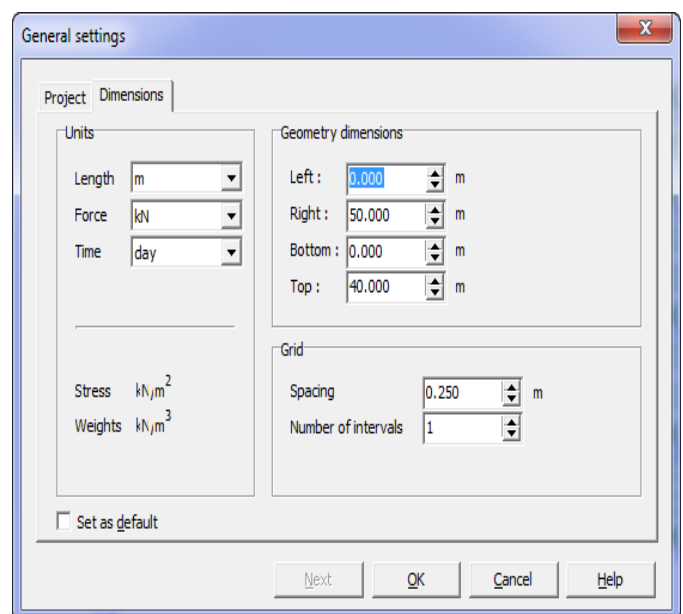 General settings
X
Project Dimensions
Units
Length m
Force kN
Time day
Stress kN/m2
Weights kN/m3
Geometry dimensions
Left : 0.000 m
Right : 50.000 m
Bottom : 0.000 m
Top : 40.000 m
Grid
Spacing 0.250 m
Number of intervals 1
Set as default
Next OK Cancel Help